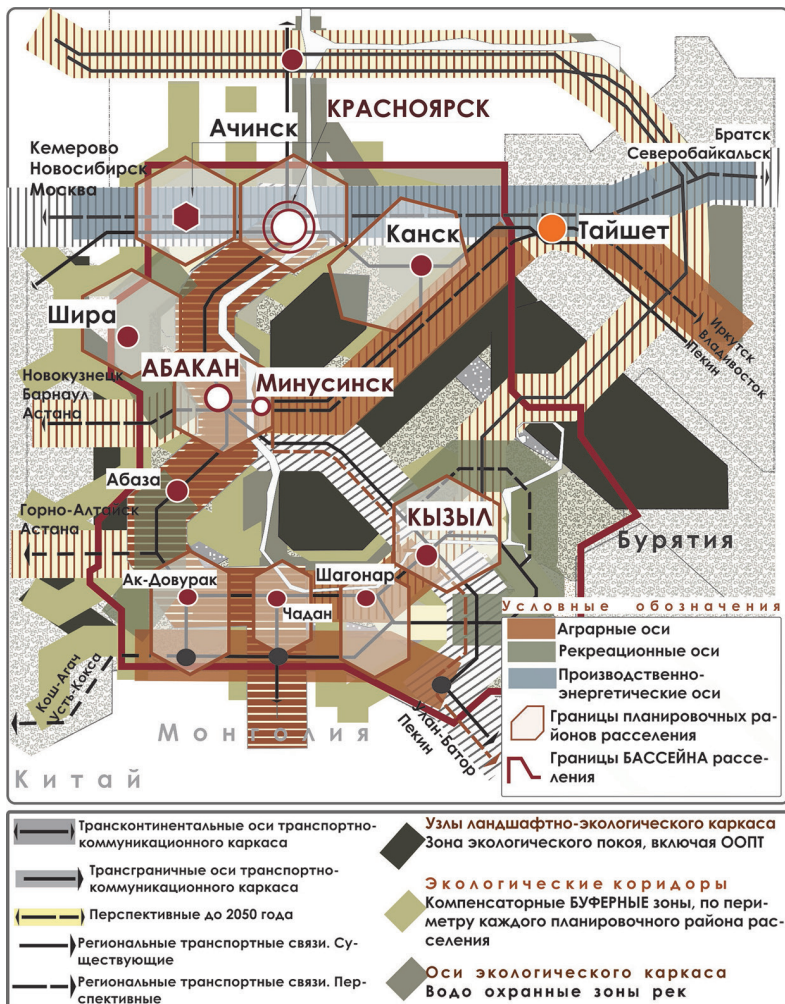 КРАСНОЯРСК
Ачинск
Кемерово
Новосибирск
Москва
Братск
Северобайкальск
Канск
Тайшет
Шира
Иркутск
Владивосток
Пекин
АБАКАН
Минусинск
Новокузнецк
Барнаул
Астана
Абаза
Горно-Алтайск
Астана
КЫЗЫЛ
Бурятия
Ак-Довурак
Шагонар
Чадан
Кош-Агач
Усть-Кокса
Улан-Батор
Пекин
Монголия
Китай
Условные обозначения
Аграрные оси
Рекреационные оси
Производственно-
энергетические оси
Границы планировочных ра-
йонов расселения
Границы БАССЕЙНА рассе-
ления
Трансконтинентальные оси транспортно-
коммуникационного каркаса
Трансграничные оси транспортно-
коммуникационного каркаса
Перспективные до 2050 года
Региональные транспортные связи. Су-
ществующие
Региональные транспортные связи. Пер-
спективные
Узлы ландшафтно-экологического каркаса
Зона экологического покоя, включая ООПТ
Экологические коридоры
Компенсаторные БУФЕРНЫЕ зоны, по пери-
метру каждого планировочного района рас-
селения
Оси экологического каркаса
Водо охранные зоны рек